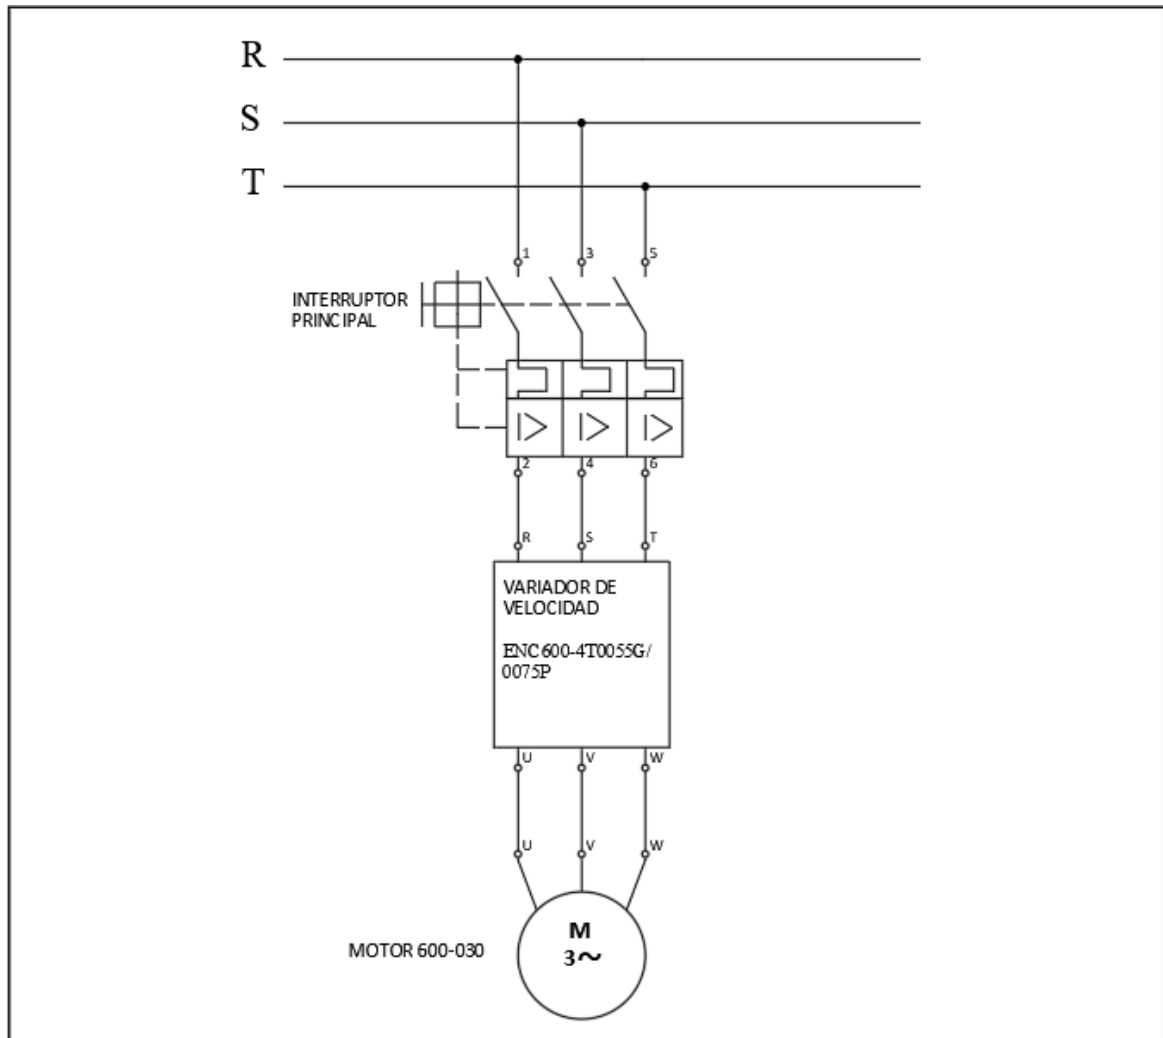 R
S
T
1 3 5
INTERRUPTOR
PRINCIPAL
2 4 6
R S T
VARIADOR DE
VELOCIDAD
ENC600-4T0055G/
0075P
U V W
U V W
M
3~
MOTOR 600-030